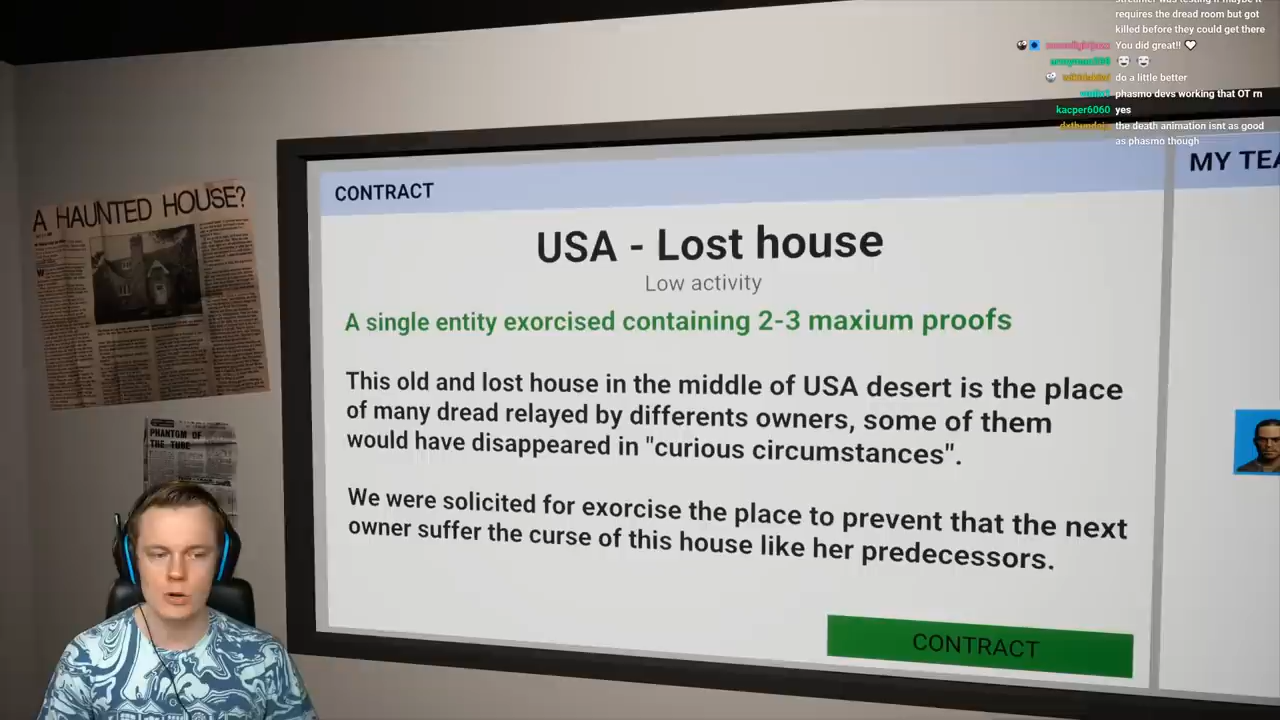 requires the dread room but got
killed before they could get there
You did great!! ❤
do a little better
phasmo devs working that OT rn
kacper6060 yes
the death animation isnt as good
as phasmo though
MY TEA
CONTRACT
A HAUNTED HOUSE?
USA - Lost house
Low activity
A single entity exorcised containing 2-3 maxium proofs
This old and lost house in the middle of USA desert is the place
of many dread relayed by differents owners, some of them
would have disappeared in "curious circumstances".
PHANTOM OF
THE TUBE
We were solicited for exorcise the place to prevent that the next
owner suffer the curse of this house like her predecessors.
CONTRACT